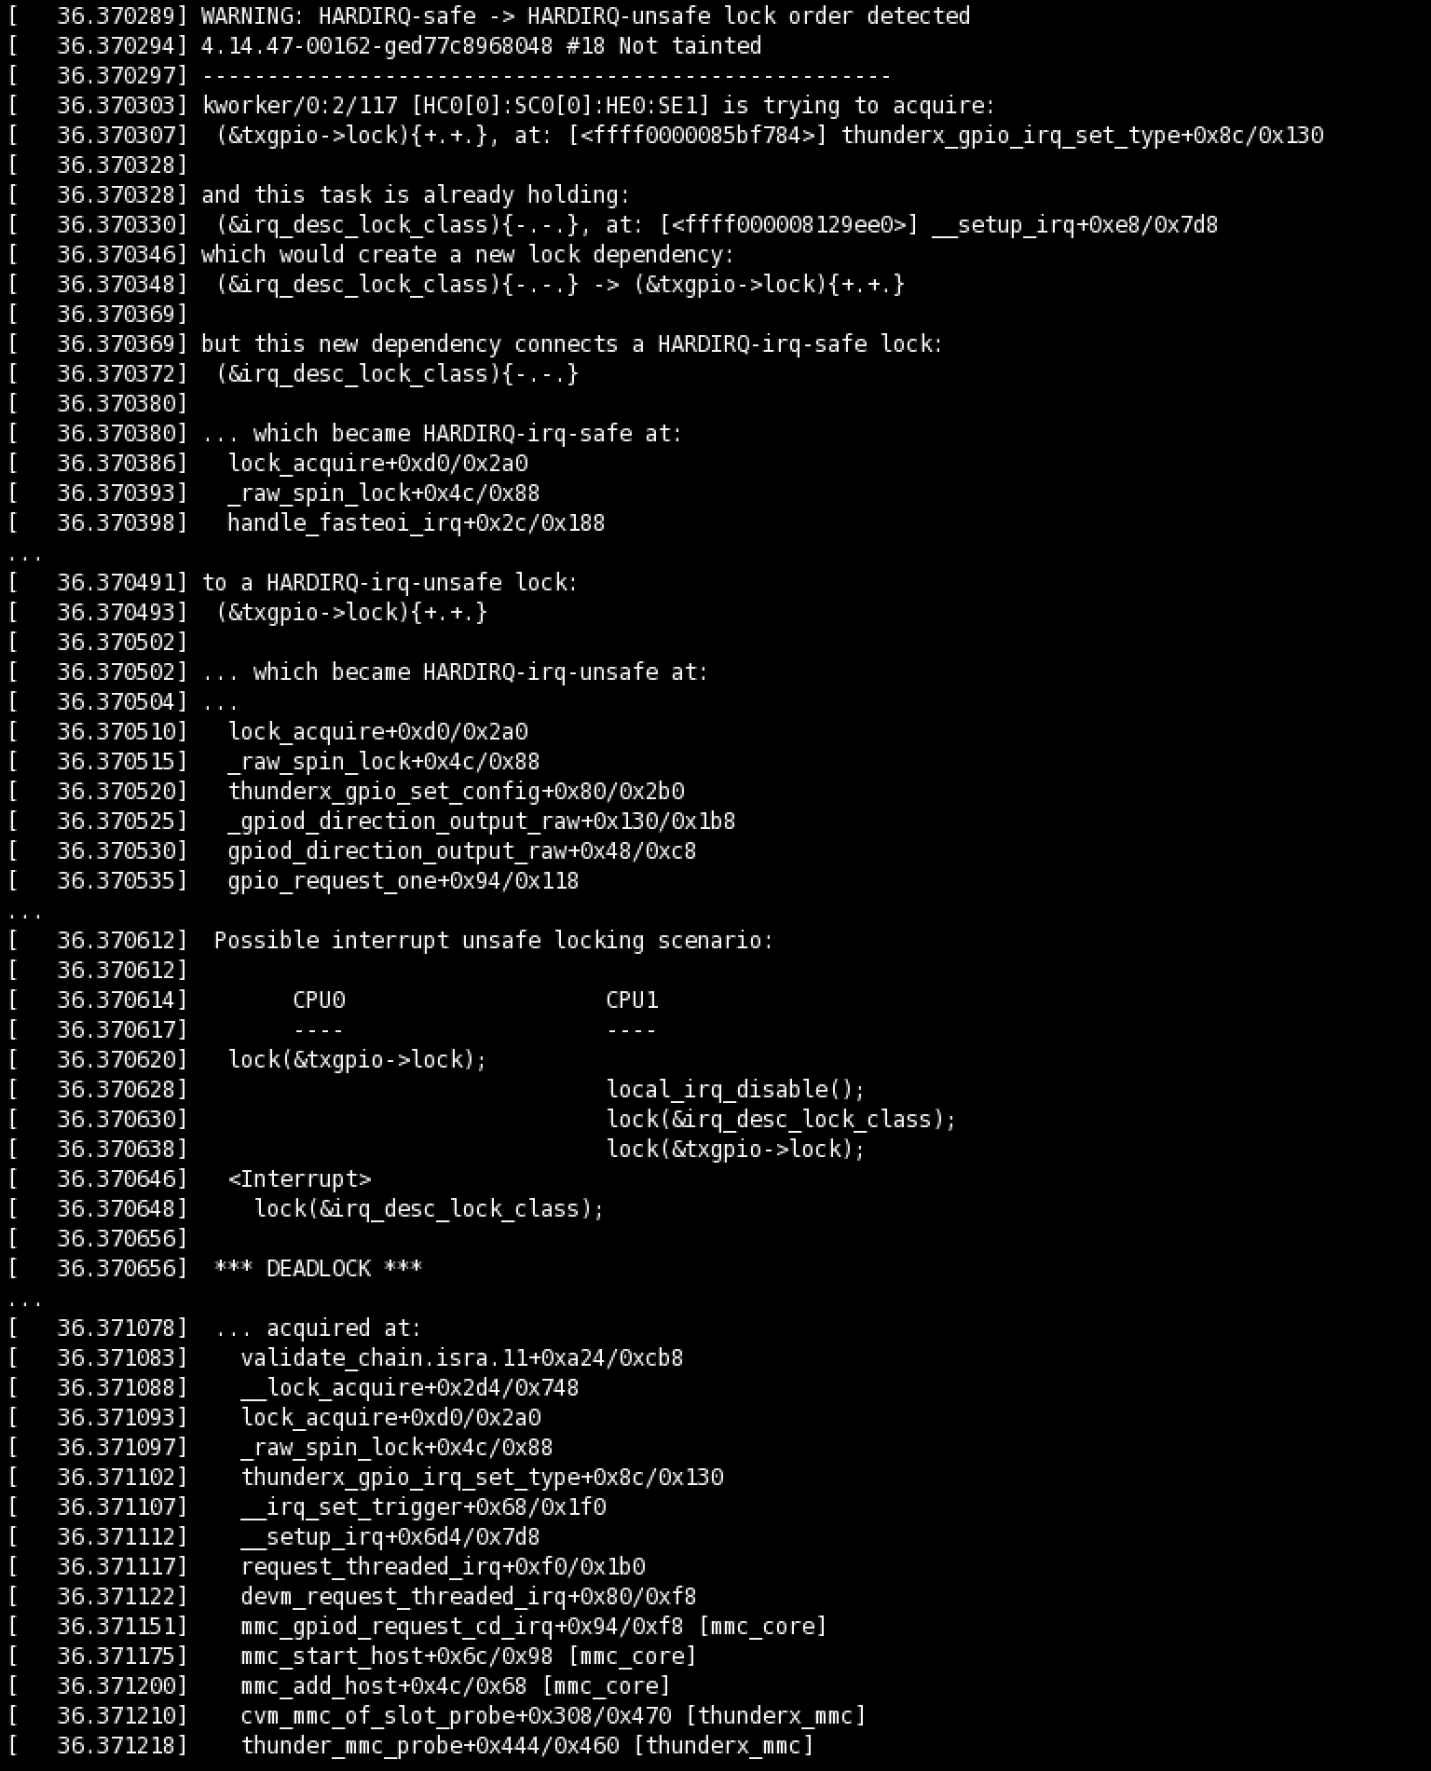 [   36.370289] WARNING: HARDIRQ-safe -> HARDIRQ-unsafe lock order detected
[   36.370294] 4.14.47-00162-ged77c8968048 #18 Not tainted
[   36.370297] -----------------------------------------------------
[   36.370303] kworker/0:2/117 [HC0[0]:SC0[0]:HE0:SE1] is trying to acquire:
[   36.370307]  (&txgpio->lock){+.+.}, at: [<ffff0000085bf784>] thunderx_gpio_irq_set_type+0x8c/0x130
[   36.370328]
[   36.370328] and this task is already holding:
[   36.370330]  (&irq_desc_lock_class){-.-.}, at: [<ffff000008129ee0>] __setup_irq+0xe8/0x7d8
[   36.370346] which would create a new lock dependency:
[   36.370348]  (&irq_desc_lock_class){-.-.} -> (&txgpio->lock){+.+.}
[   36.370369]
[   36.370369] but this new dependency connects a HARDIRQ-irq-safe lock:
[   36.370372]  (&irq_desc_lock_class){-.-.}
[   36.370380]
[   36.370380] ... which became HARDIRQ-irq-safe at:
[   36.370386]   lock_acquire+0xd0/0x2a0
[   36.370393]   _raw_spin_lock+0x4c/0x88
[   36.370398]   handle_fasteoi_irq+0x2c/0x188
...
[   36.370491] to a HARDIRQ-irq-unsafe lock:
[   36.370493]  (&txgpio->lock){+.+.}
[   36.370502]
[   36.370502] ... which became HARDIRQ-irq-unsafe at:
[   36.370504] ...
[   36.370510]   lock_acquire+0xd0/0x2a0
[   36.370515]   _raw_spin_lock+0x4c/0x88
[   36.370520]   thunderx_gpio_set_config+0x80/0x2b0
[   36.370525]   _gpiod_direction_output_raw+0x130/0x1b8
[   36.370530]   gpiod_direction_output_raw+0x48/0xc8
[   36.370535]   gpio_request_one+0x94/0x118
...
[   36.370612]  Possible interrupt unsafe locking scenario:
[   36.370612]
[   36.370614]        CPU0                    CPU1
[   36.370617]        ----                    ----
[   36.370620]   lock(&txgpio->lock);
[   36.370628]                                local_irq_disable();
[   36.370630]                                lock(&irq_desc_lock_class);
[   36.370638]                                lock(&txgpio->lock);
[   36.370646]   <Interrupt>
[   36.370648]     lock(&irq_desc_lock_class);
[   36.370656]
[   36.370656]  *** DEADLOCK ***
...
[   36.371078]  ... acquired at:
[   36.371083]    validate_chain.isra.11+0xa24/0xcb8
[   36.371088]    __lock_acquire+0x2d4/0x748
[   36.371093]    lock_acquire+0xd0/0x2a0
[   36.371097]    _raw_spin_lock+0x4c/0x88
[   36.371102]    thunderx_gpio_irq_set_type+0x8c/0x130
[   36.371107]    __irq_set_trigger+0x68/0x1f0
[   36.371112]    __setup_irq+0x6d4/0x7d8
[   36.371117]    request_threaded_irq+0xf0/0x1b0
[   36.371122]    devm_request_threaded_irq+0x80/0xf8
[   36.371151]    mmc_gpiod_request_cd_irq+0x94/0xf8 [mmc_core]
[   36.371175]    mmc_start_host+0x6c/0x98 [mmc_core]
[   36.371200]    mmc_add_host+0x4c/0x68 [mmc_core]
[   36.371210]    cvm_mmc_of_slot_probe+0x308/0x470 [thunderx_mmc]
[   36.371218]    thunder_mmc_probe+0x444/0x460 [thunderx_mmc]